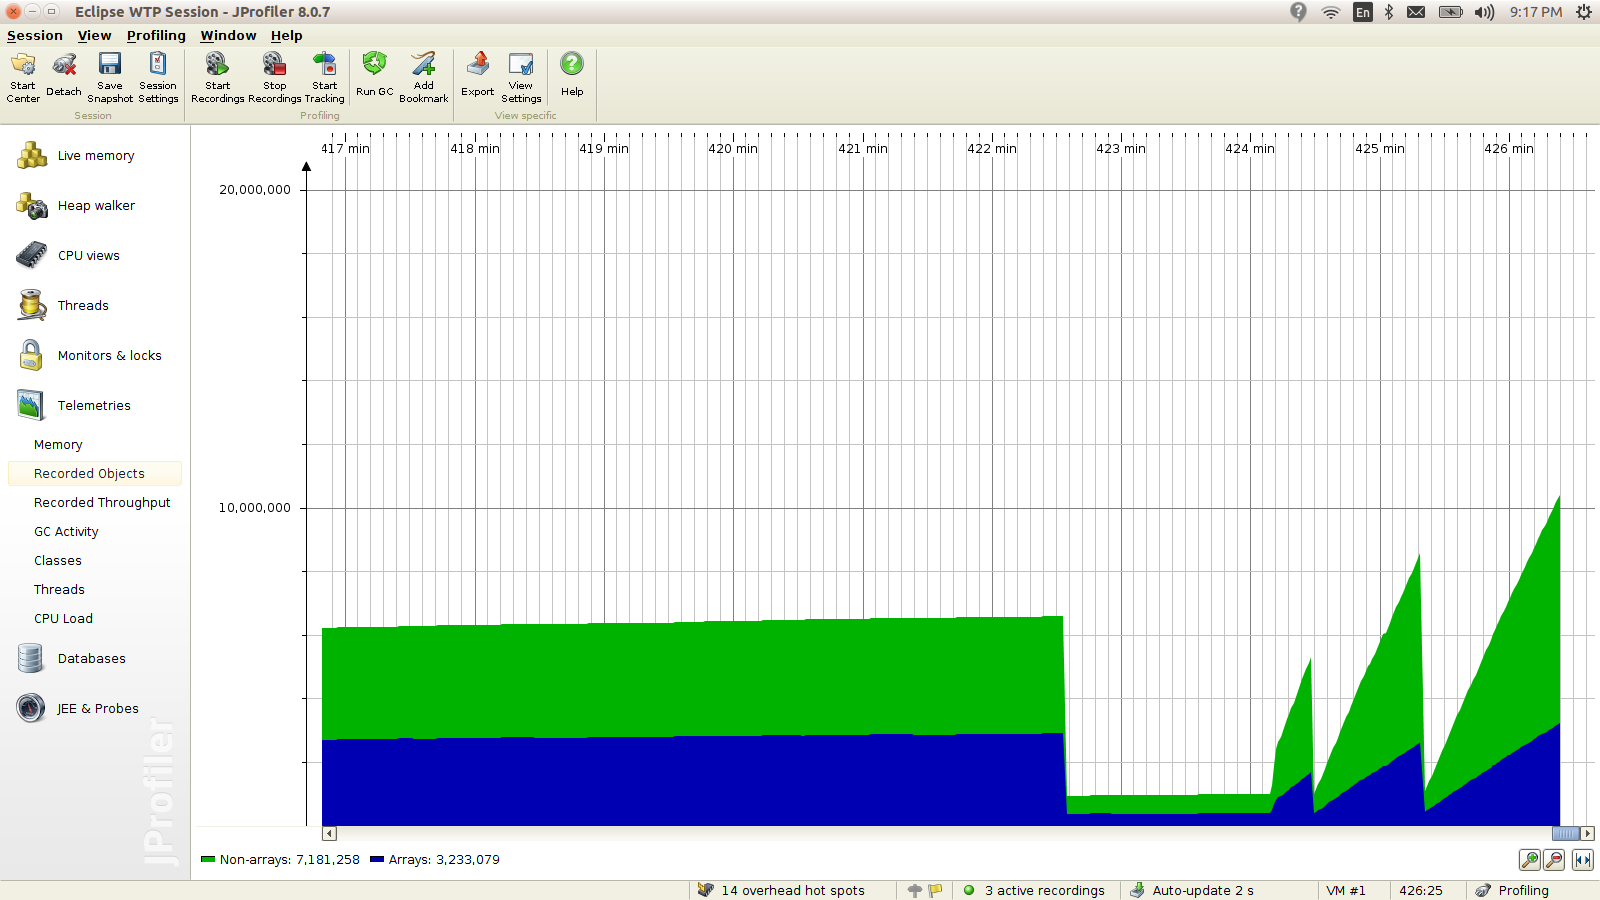 Eclipse WTP Session - JProfiler 8.0.7
En
9:17 PM
Session View Profiling Window Help
Start Center
Detach
Save Snapshot
Session Settings
Start Recordings
Stop Recordings
Start Tracking
Run GC
Add Bookmark
Export
View Settings
Help
Session
Profiling
View specific
Live memory
Heap walker
CPU views
Threads
Monitors & locks
Telemetries
Memory
Recorded Objects
Recorded Throughput
GC Activity
Classes
Threads
CPU Load
Databases
JEE & Probes
JProfiler
417 min 418 min 419 min 420 min 421 min 422 min 423 min 424 min 425 min 426 min
20,000,000
10,000,000
Non-arrays: 7,181,258 Arrays: 3,233,079
14 overhead hot spots 3 active recordings Auto-update 2 s VM #1 426:25 Profiling